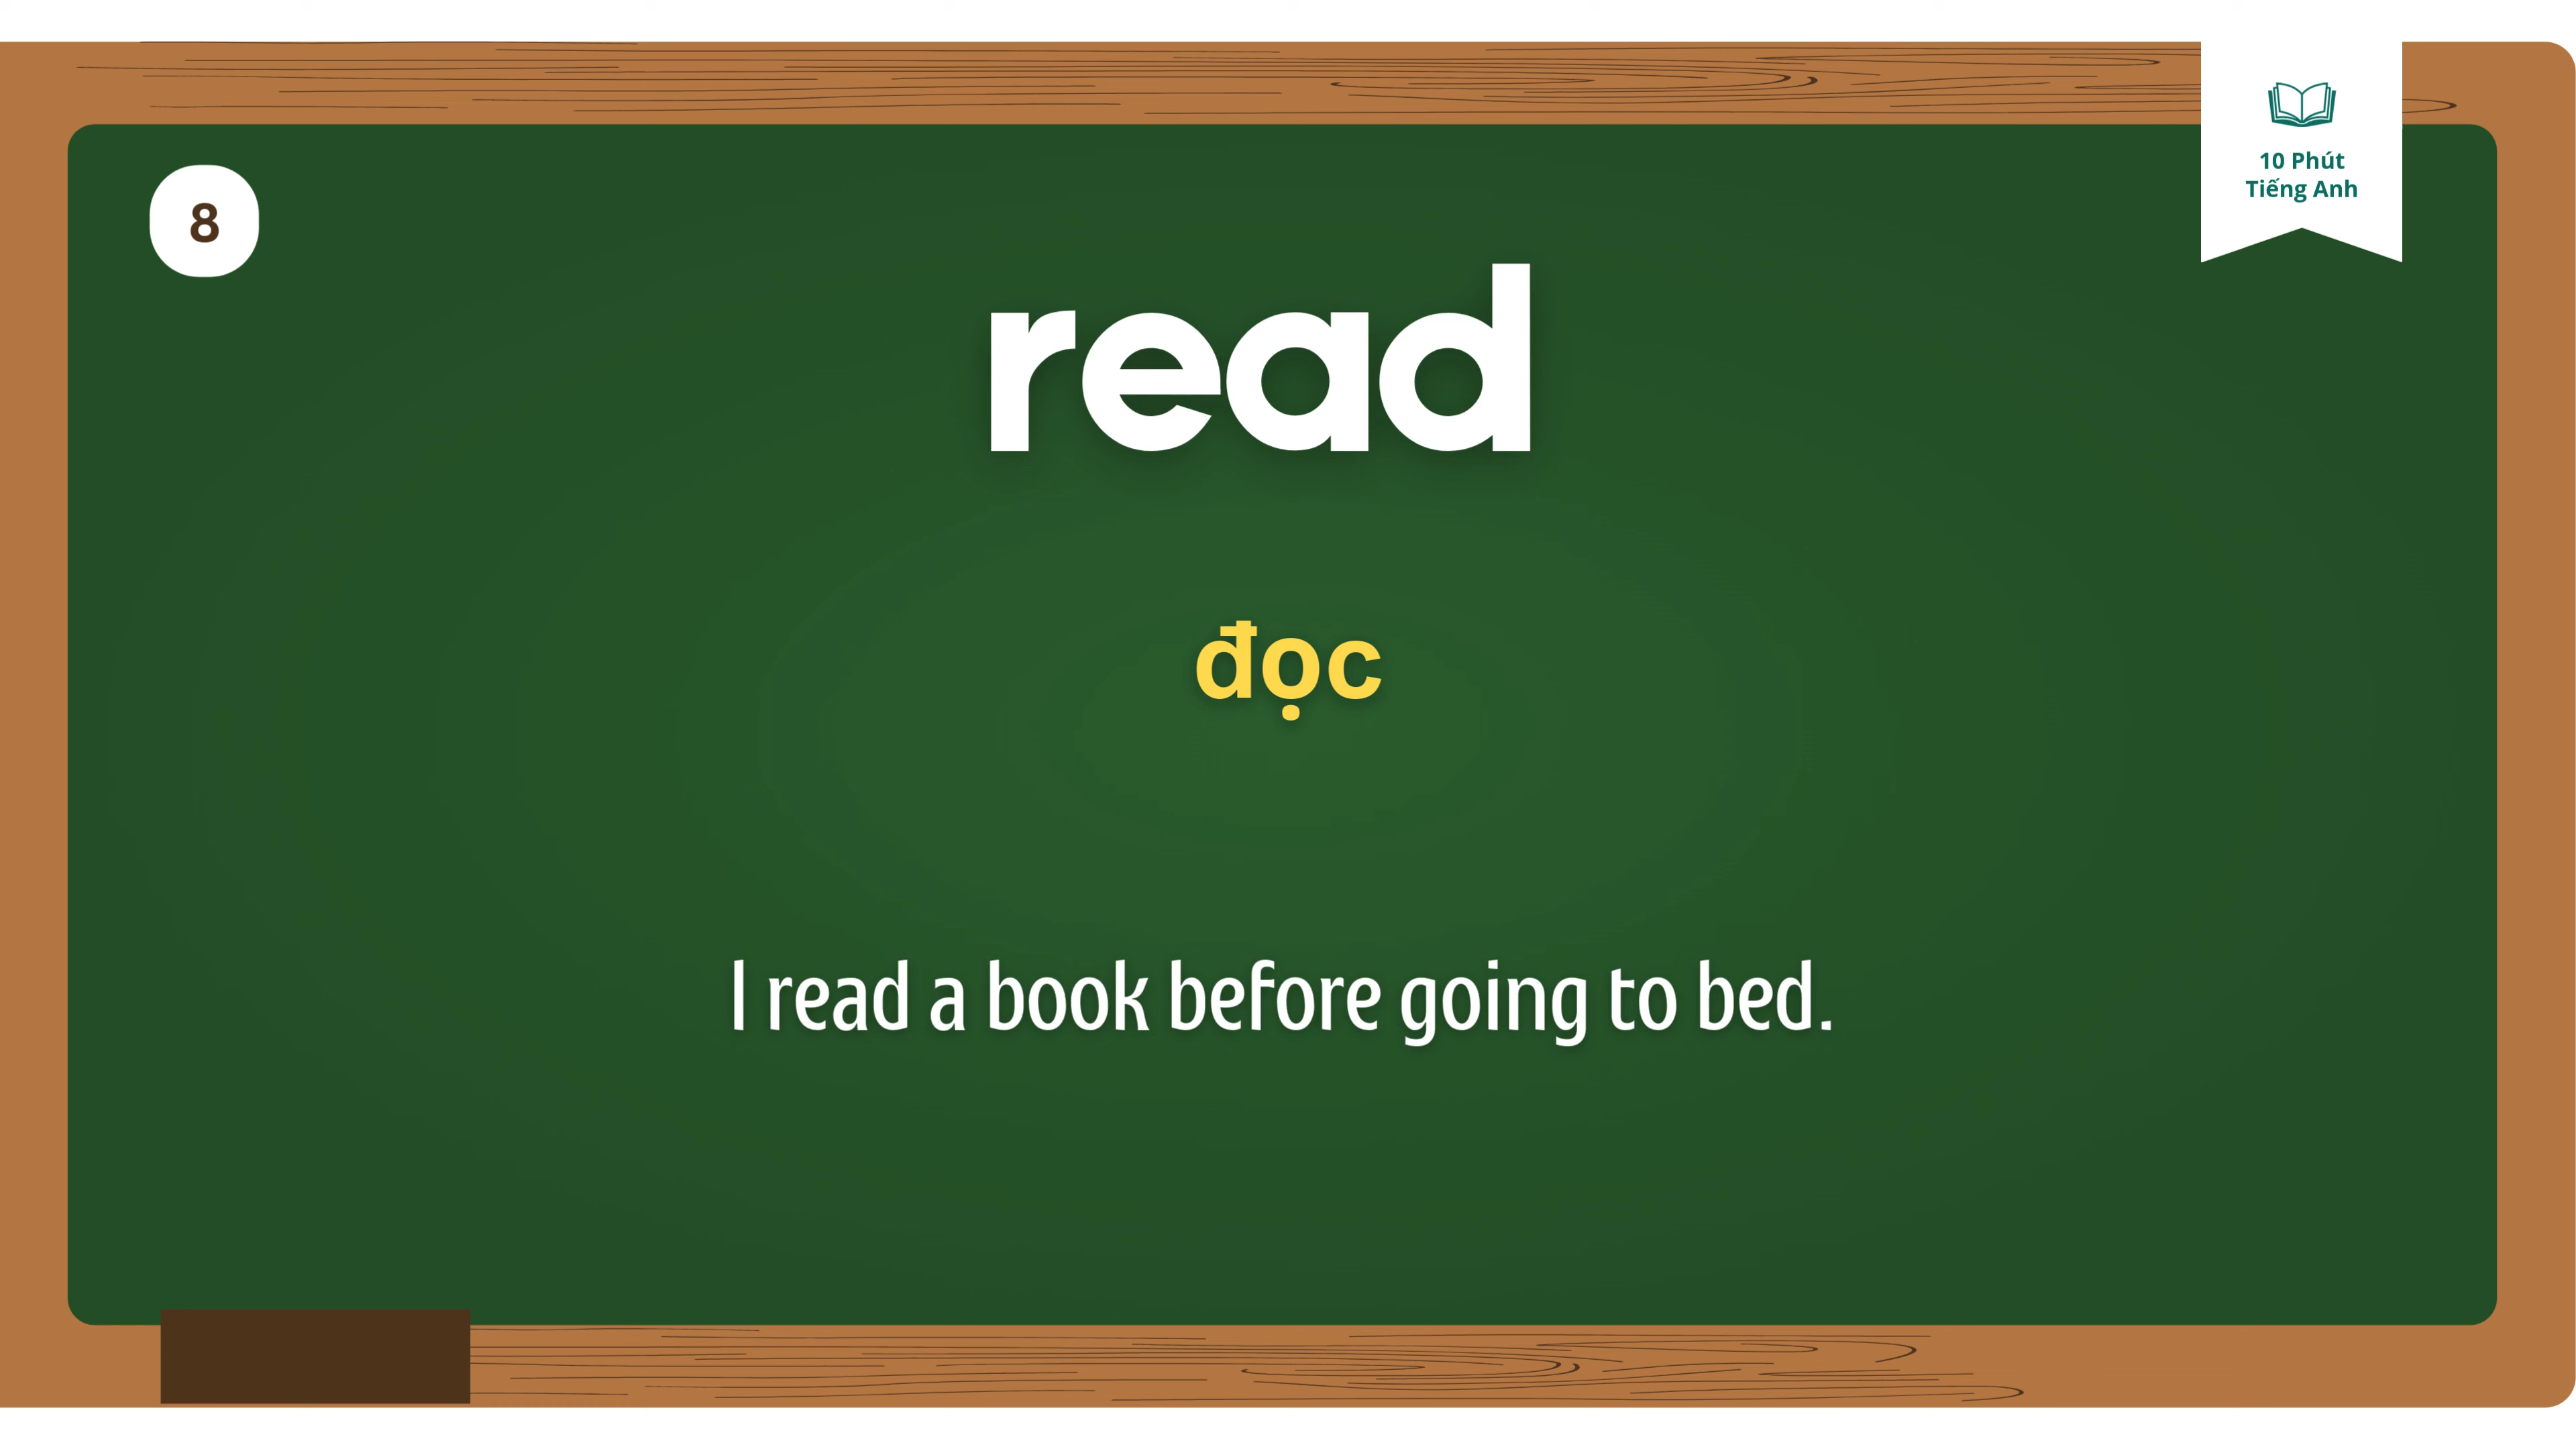 10 Phút
Tiếng Anh
8
read
đọc
I read a book before going to bed.